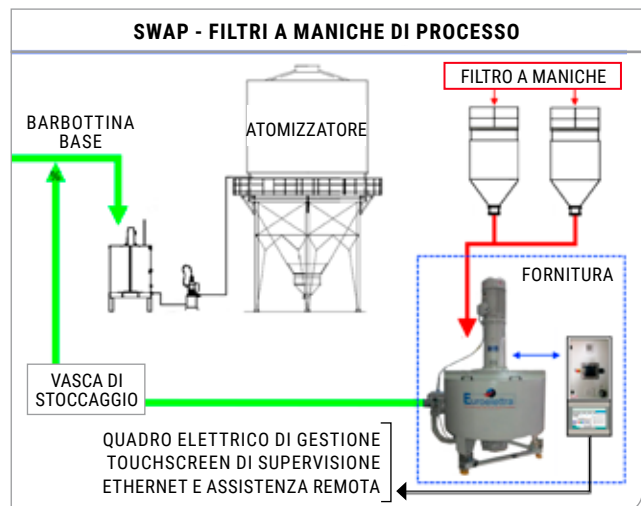 SWAP - FILTRI A MANICHE DI PROCESSO
FILTRO A MANICHE
BARBOTTINA
BASE
ATOMIZZATORE
%
FORNITURA
Euroelettra
VASCA DI
STOCCAGGIO
QUADRO ELETTRICO DI GESTIONE
TOUCHSCREEN DI SUPERVISIONE
ETHERNET E ASSISTENZA REMOTA